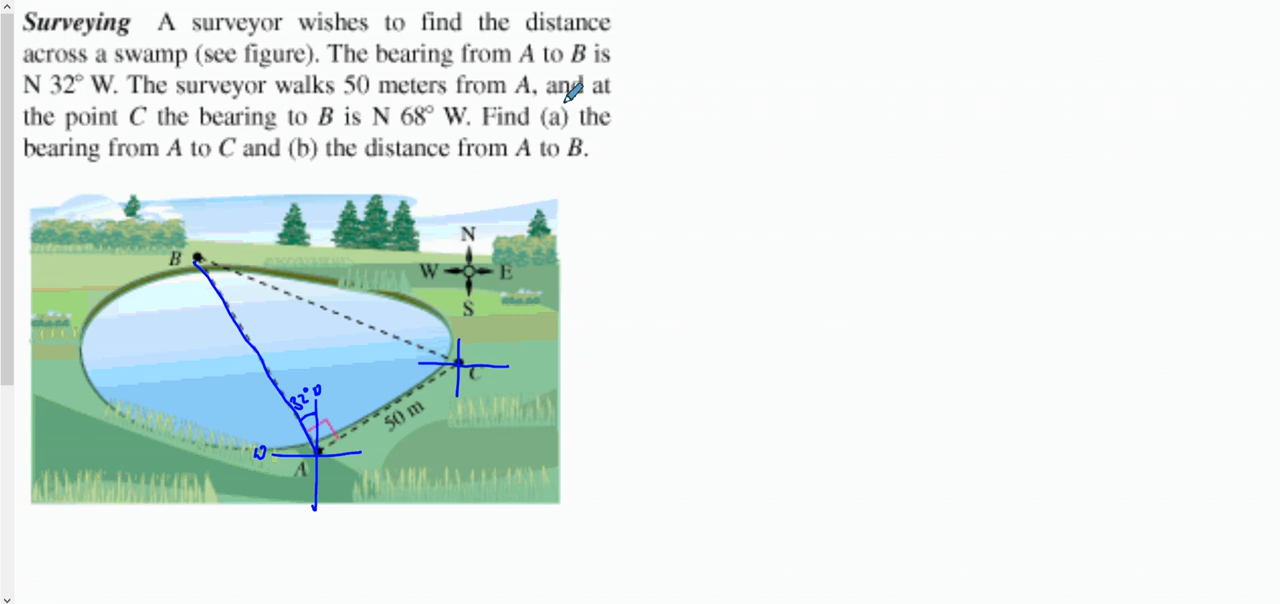 Surveying A surveyor wishes to find the distance
across a swamp (see figure). The bearing from A to B is
N 32° W. The surveyor walks 50 meters from A, and at
the point C the bearing to B is N 68° W. Find (a) the
bearing from A to C and (b) the distance from A to B.
N
B
W E
S
C
32°
50 m
A